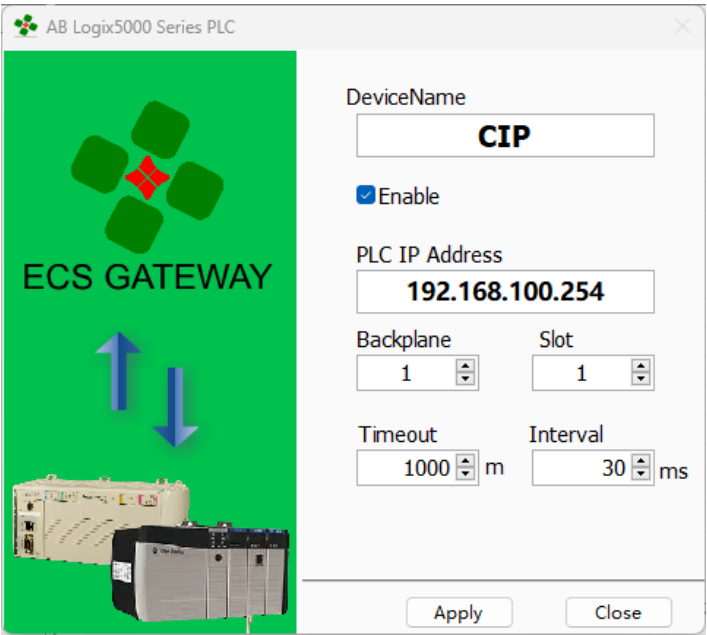 AB Logix5000 Series PLC
ECS GATEWAY
DeviceName
CIP
Enable
PLC IP Address
192.168.100.254
Backplane Slot
1 1
Timeout Interval
1000 m 30 ms
Apply Close